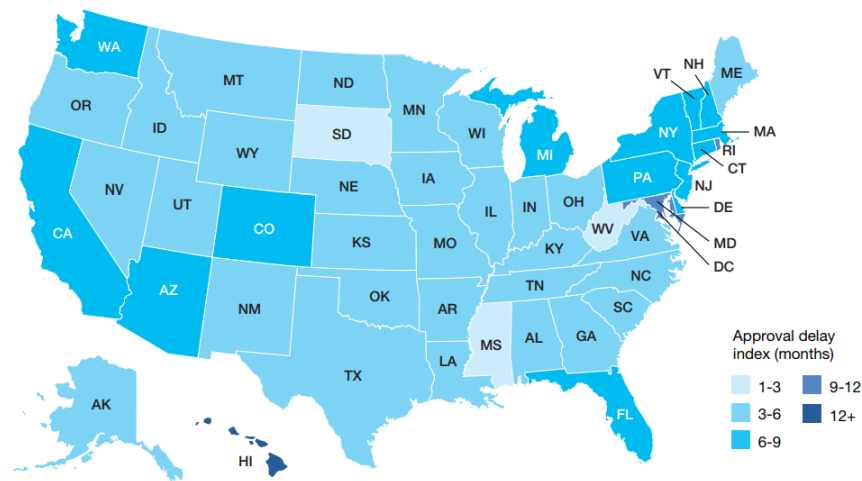 WA
MT
ND
MN
VT
NH
ME
OR
ID
SD
WI
NY
MA
WY
MI
RI
CT
NV
UT
NE
IA
PA
NJ
CA
CO
IL
IN
OH
DE
KS
MO
KY
WV
VA
MD
DC
AZ
NM
OK
AR
TN
NC
SC
TX
LA
MS
AL
GA
FL
AK
HI
Approval delay
index (months)
1-3
3-6
6-9
9-12
12+